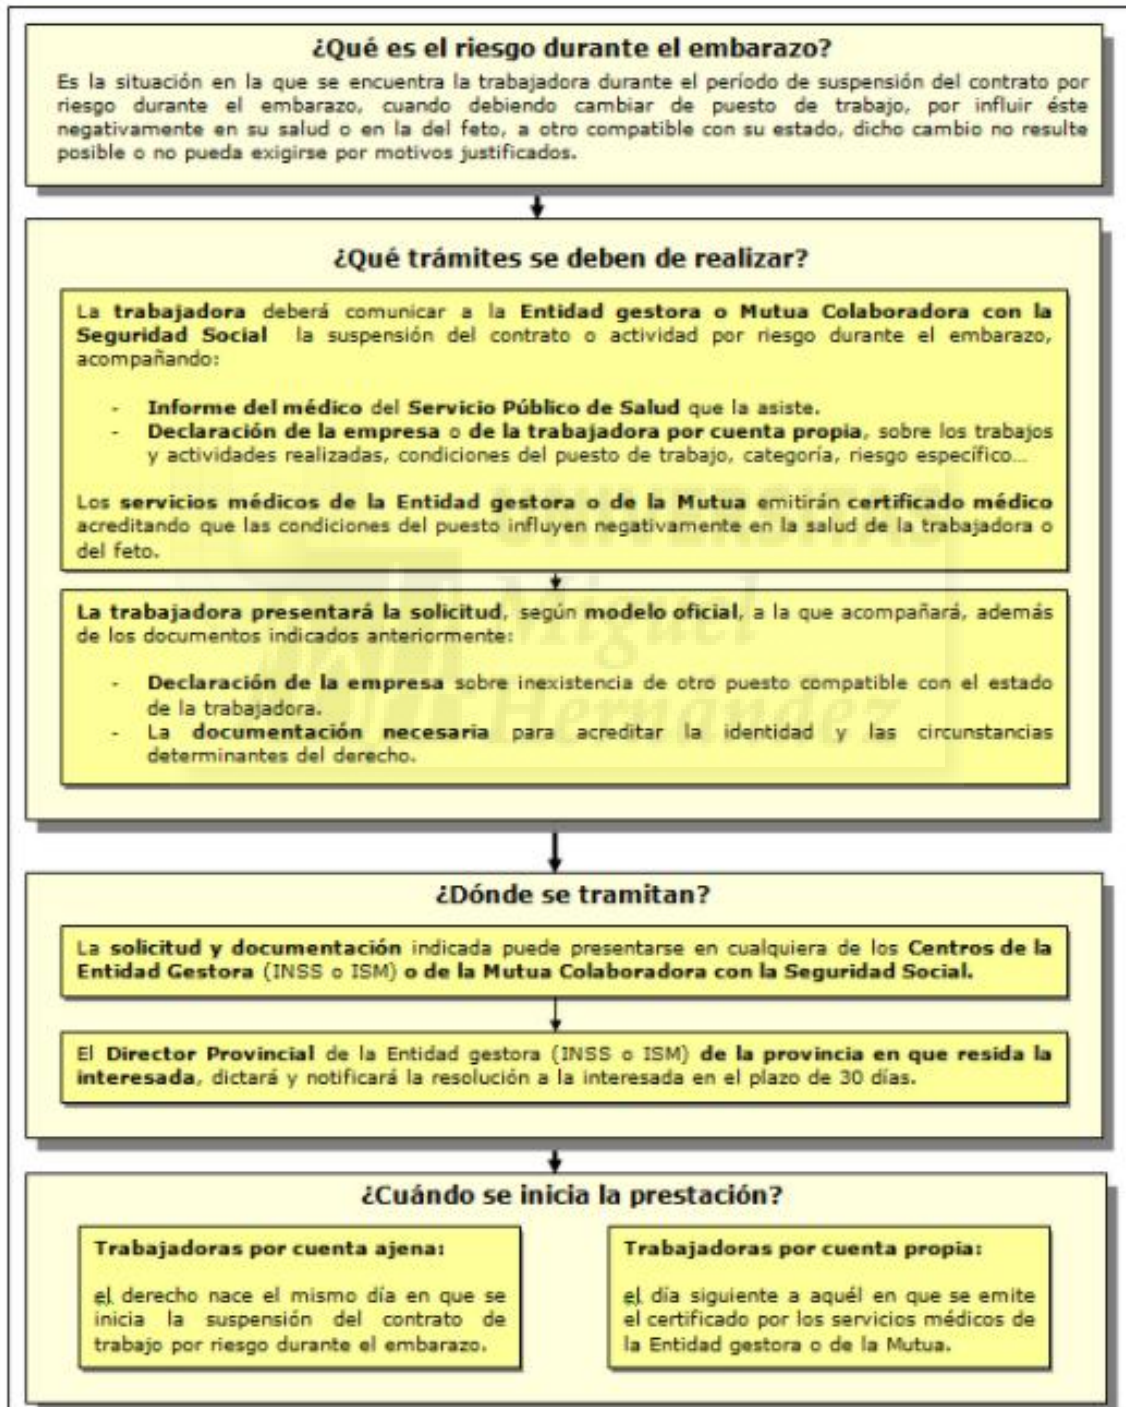 ¿Qué es el riesgo durante el embarazo?
Es la situación en la que se encuentra la trabajadora durante el período de suspensión del contrato por
riesgo durante el embarazo, cuando debiendo cambiar de puesto de trabajo, por influir éste
negativamente en su salud o en la del feto, a otro compatible con su estado, dicho cambio no resulte
posible o no pueda exigirse por motivos justificados.
¿Qué trámites se deben de realizar?
La trabajadora deberá comunicar a la Entidad gestora o Mutua Colaboradora con la
Seguridad Social la suspensión del contrato o actividad por riesgo durante el embarazo,
acompañando:
- Informe del médico del Servicio Público de Salud que la asiste.
- Declaración de la empresa o de la trabajadora por cuenta propia, sobre los trabajos
y actividades realizadas, condiciones del puesto de trabajo, categoría, riesgo específico...
Los servicios médicos de la Entidad gestora o de la Mutua emitirán certificado médico
acreditando que las condiciones del puesto influyen negativamente en la salud de la trabajadora o
del feto.
La trabajadora presentará la solicitud, según modelo oficial, a la que acompañará, además
de los documentos indicados anteriormente:
- Declaración de la empresa sobre inexistencia de otro puesto compatible con el estado
de la trabajadora.
- La documentación necesaria para acreditar la identidad y las circunstancias
determinantes del derecho.
UNIVERSITAS
Miguel
Hernández
¿Dónde se tramitan?
La solicitud y documentación indicada puede presentarse en cualquiera de los Centros de la
Entidad Gestora (INSS o ISM) o de la Mutua Colaboradora con la Seguridad Social.
El Director Provincial de la Entidad gestora (INSS o ISM) de la provincia en que resida la
interesada, dictará y notificará la resolución a la interesada en el plazo de 30 días.
¿Cuándo se inicia la prestación?
Trabajadoras por cuenta ajena:
el derecho nace el mismo día en que se
inicia la suspensión del contrato de
trabajo por riesgo durante el embarazo.
Trabajadoras por cuenta propia:
el día siguiente a aquél en que se emite
el certificado por los servicios médicos de
la Entidad gestora o de la Mutua.